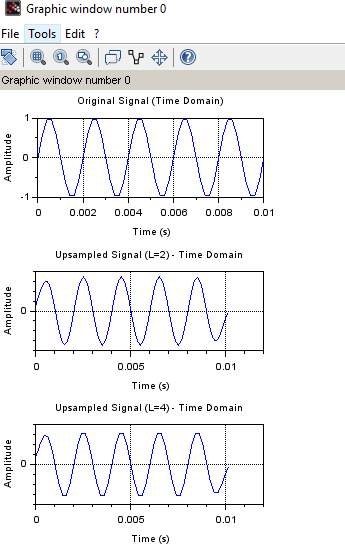 Graphic window number 0
File Tools Edit ?
Graphic window number 0
Original Signal (Time Domain)
Amplitude
1
0
-1
0 0.002 0.004 0.006 0.008 0.01
Time (s)
Upsampled Signal (L=2) - Time Domain
Amplitude
0
0 0.005 0.01
Time (s)
Upsampled Signal (L=4) - Time Domain
Amplitude
0
0 0.005 0.01
Time (s)